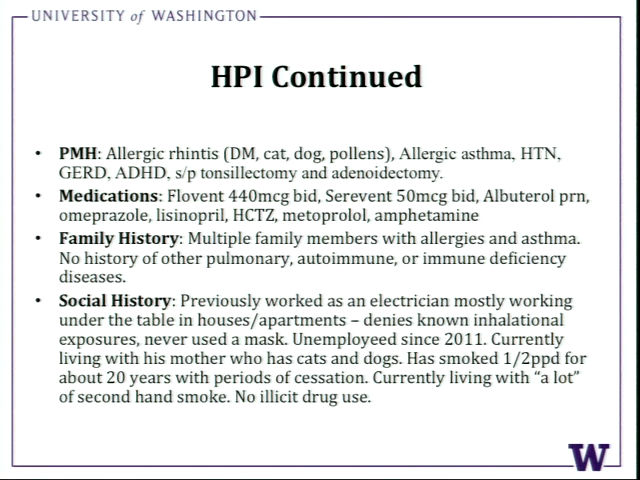 UNIVERSITY of WASHINGTON
HPI Continued
• PMH: Allergic rhintis (DM, cat, dog, pollens), Allergic asthma, HTN,
GERD, ADHD, s/p tonsillectomy and adenoidectomy.
• Medications: Flovent 440mcg bid, Serevent 50mcg bid, Albuterol prn,
omeprazole, lisinopril, HCTZ, metoprolol, amphetamine
• Family History: Multiple family members with allergies and asthma.
No history of other pulmonary, autoimmune, or immune deficiency
diseases.
• Social History: Previously worked as an electrician mostly working
under the table in houses/apartments – denies known inhalational
exposures, never used a mask. Unemployeed since 2011. Currently
living with his mother who has cats and dogs. Has smoked 1/2ppd for
about 20 years with periods of cessation. Currently living with “a lot”
of second hand smoke. No illicit drug use.
W